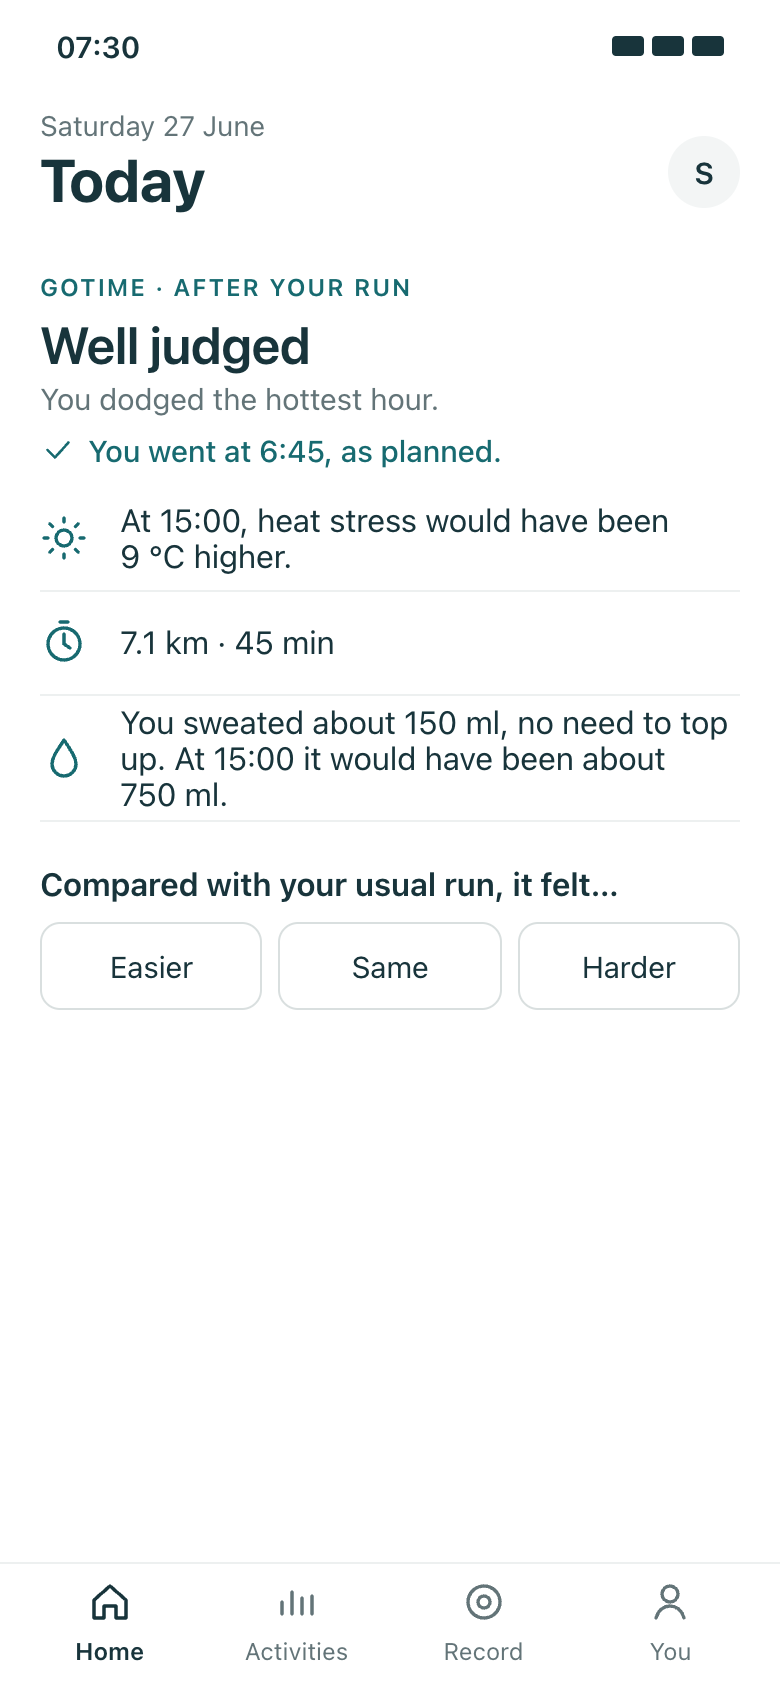 07:30
Saturday 27 June
Today
S
GOTIME · AFTER YOUR RUN
Well judged
You dodged the hottest hour.
You went at 6:45, as planned.
At 15:00, heat stress would have been
9 °C higher.
7.1 km · 45 min
You sweated about 150 ml, no need to top
up. At 15:00 it would have been about
750 ml.
Compared with your usual run, it felt...
Easier
Same
Harder
Home
Activities
Record
You